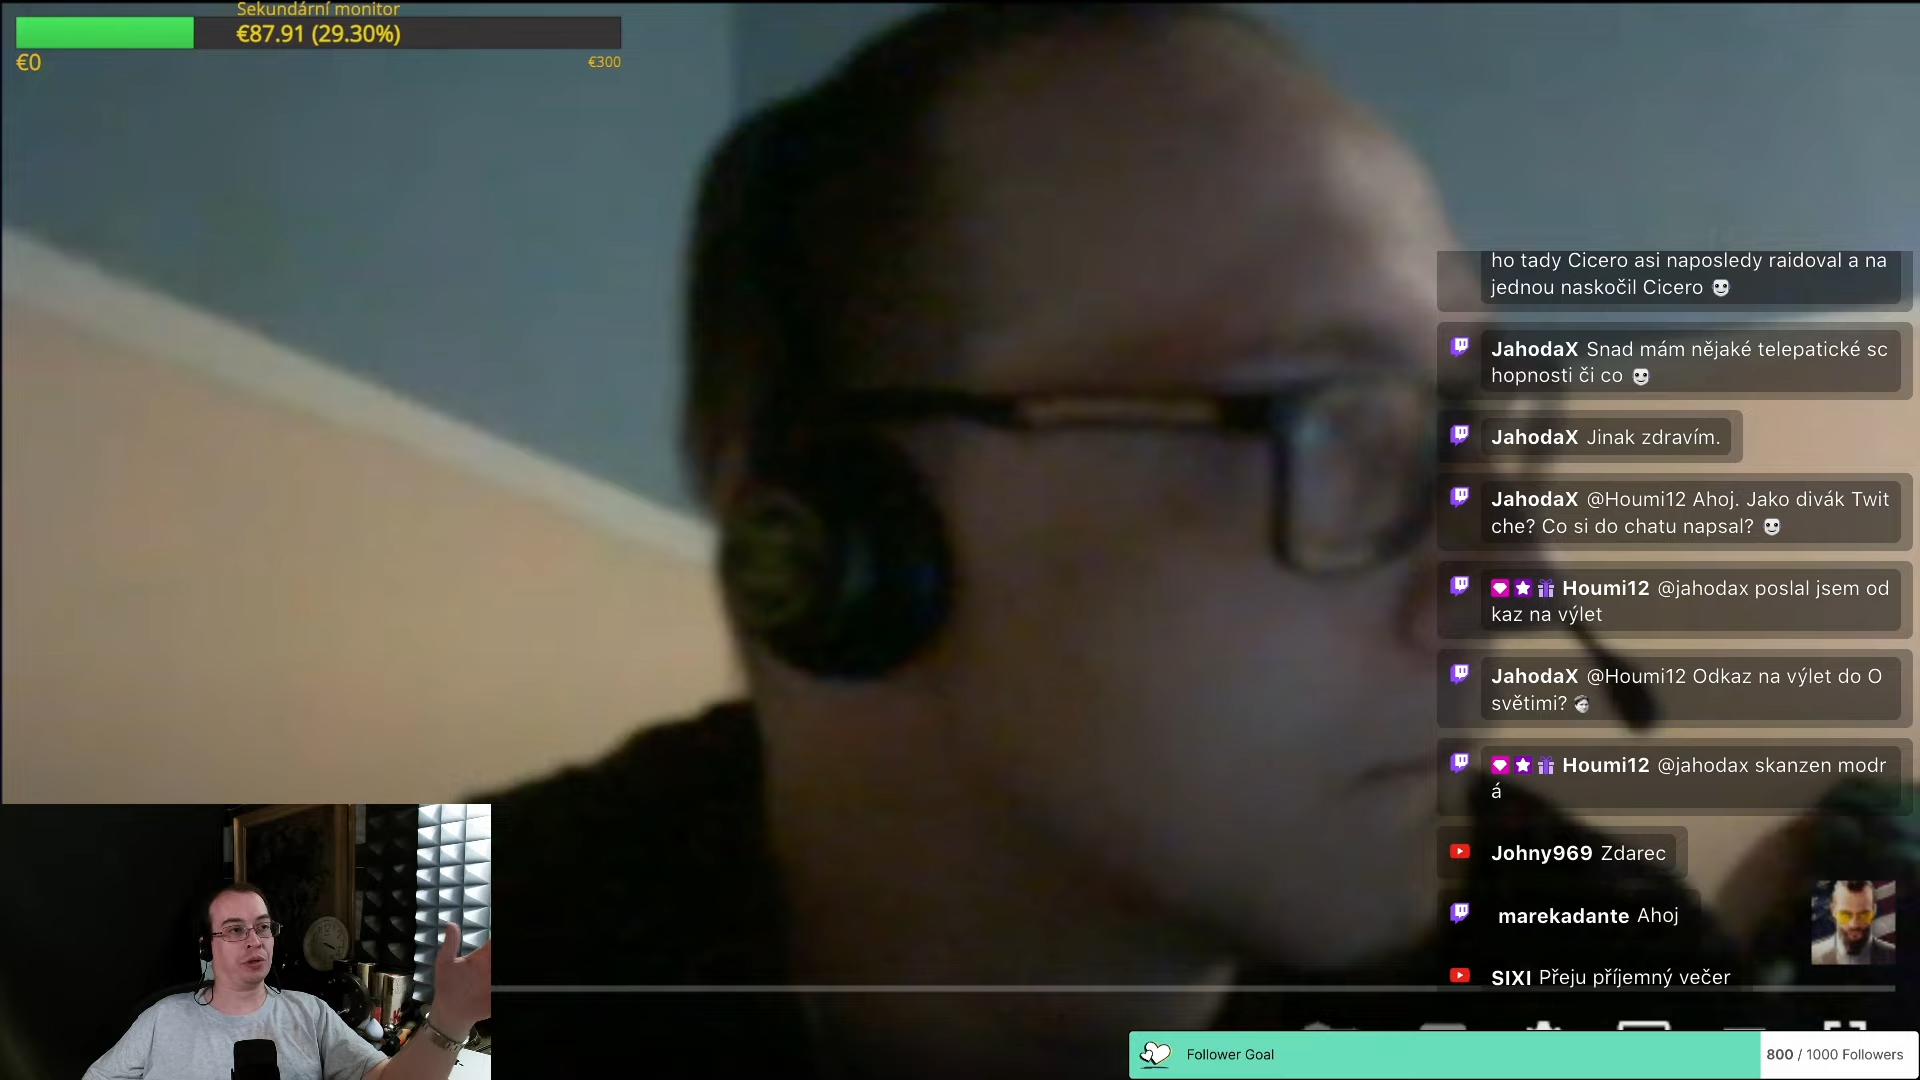 Sekundární monitor
€87.91 (29.30%)
€0
€300
ho tady Cicero asi naposledy raidoval a na
jednou naskočil Cicero
JahodaX Snad mám nějaké telepatické sc
hopnosti či co
JahodaX Jinak zdravím.
JahodaX @Houmi12 Ahoj. Jako divák Twit
che? Co si do chatu napsal?
Houmi12 @jahodax poslal jsem od
kaz na výlet
JahodaX @Houmi12 Odkaz na výlet do O
světimi?
Houmi12 @jahodax skanzen modr
á
Johny969 Zdarec
marekadante Ahoj
SIXI Přeju příjemný večer
Follower Goal
800 / 1000 Followers